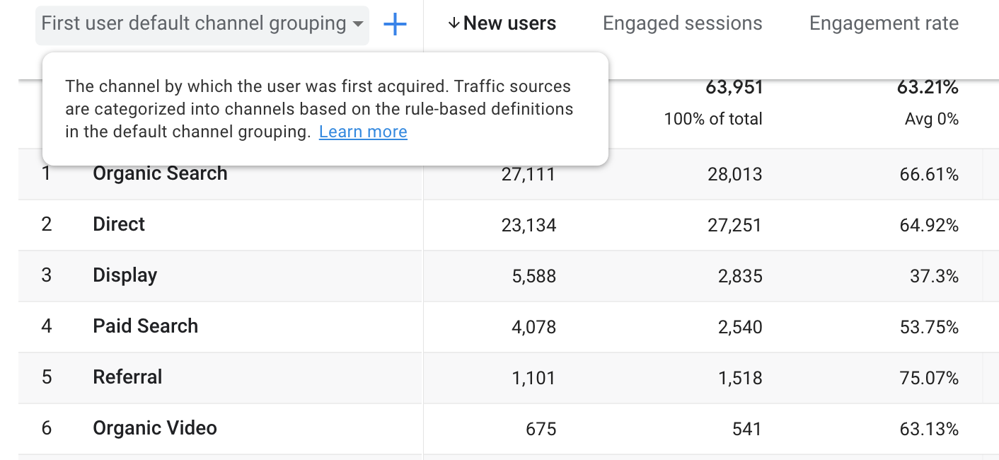 First user default channel grouping
New users Engaged sessions Engagement rate
The channel by which the user was first acquired. Traffic sources
are categorized into channels based on the rule-based definitions
in the default channel grouping. Learn more
63,951 63.21%
100% of total Avg 0%
1 Organic Search 27,111 28,013 66.61%
2 Direct 23,134 27,251 64.92%
3 Display 5,588 2,835 37.3%
4 Paid Search 4,078 2,540 53.75%
5 Referral 1,101 1,518 75.07%
6 Organic Video 675 541 63.13%